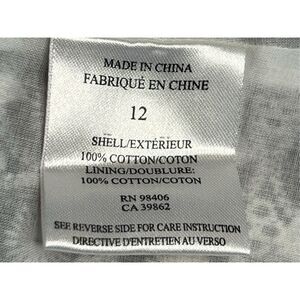 MADE IN CHINA
FABRIQUÉ EN CHINE
12
SHELL/EXTÉRIEUR
100% COTTON/COTON
LINING/DOUBLURE:
100% COTTON/COTON
RN 98406
CA 39862
SEE REVERSE SIDE FOR CARE INSTRUCTION
DIRECTIVE D'ENTRETIEN AU VERSO